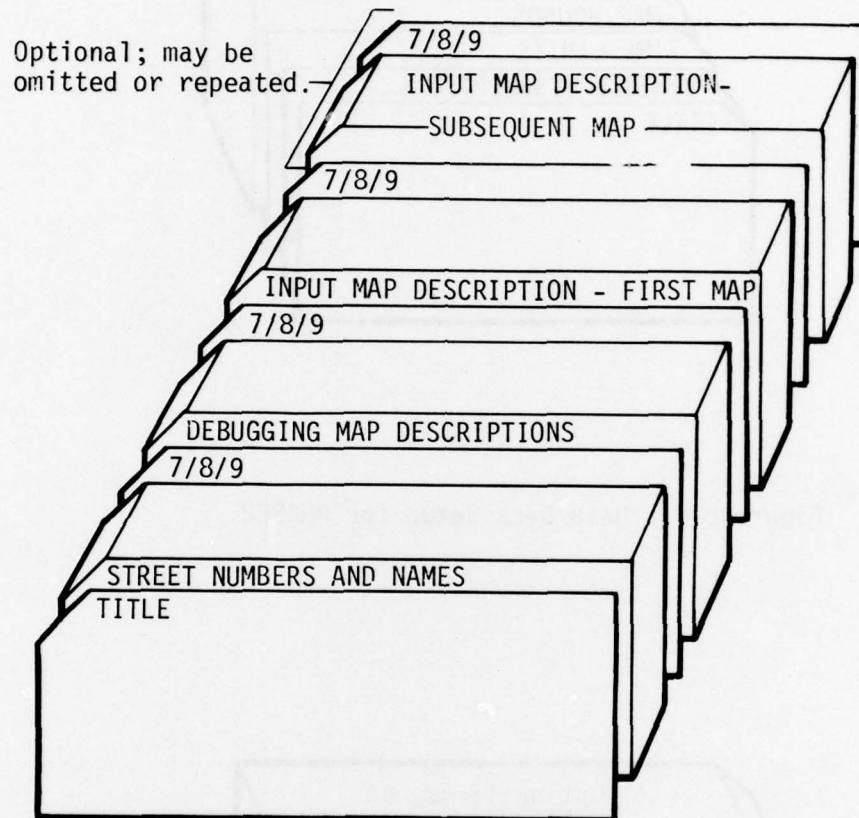 Optional; may be
omitted or repeated.
7/8/9
INPUT MAP DESCRIPTION-
SUBSEQUENT MAP
7/8/9
INPUT MAP DESCRIPTION - FIRST MAP
7/8/9
DEBUGGING MAP DESCRIPTIONS
7/8/9
STREET NUMBERS AND NAMES
TITLE